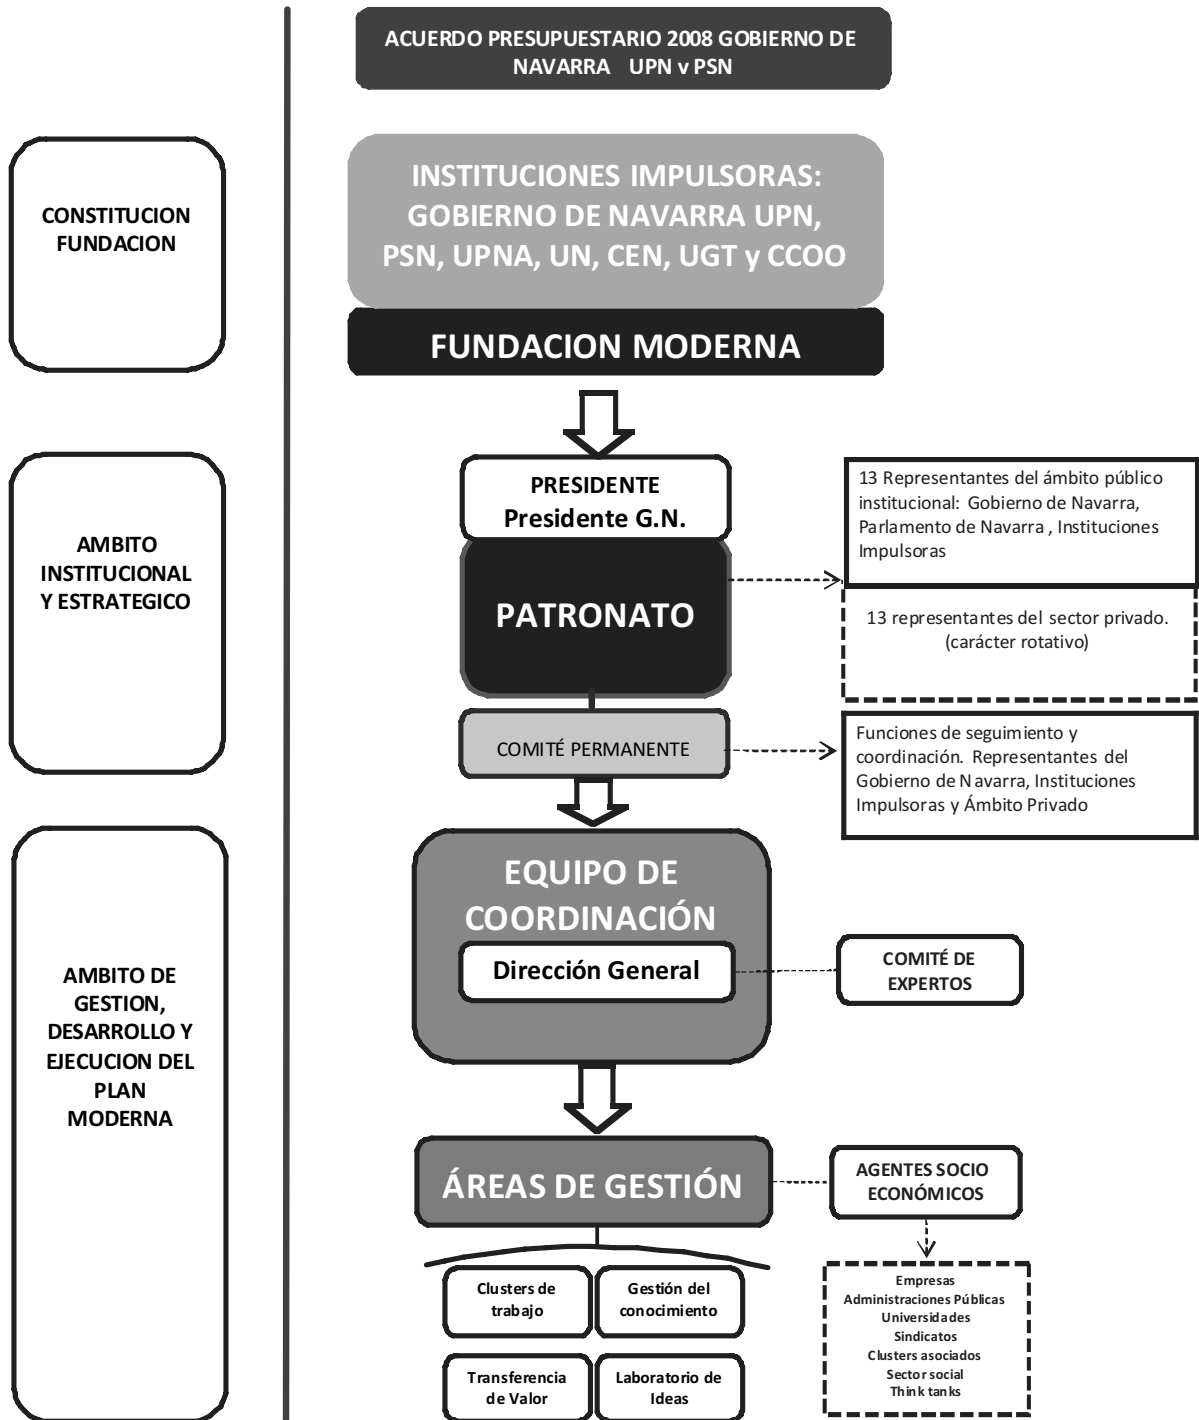 ACUERDO PRESUPUESTARIO 2008 GOBIERNO DE
NAVARRA UPN v PSN
CONSTITUCION
FUNDACION
INSTITUCIONES IMPULSORAS:
GOBIERNO DE NAVARRA UPN,
PSN, UPNA, UN, CEN, UGT y CCOO
FUNDACION MODERNA
AMBITO
INSTITUCIONAL
Y ESTRATEGICO
PRESIDENTE
Presidente G.N.
PATRONATO
13 Representantes del ámbito público
institucional: Gobierno de Navarra,
Parlamento de Navarra , Instituciones
Impulsoras
13 representantes del sector privado.
(carácter rotativo)
COMITÉ PERMANENTE
Funciones de seguimiento y
coordinación. Representantes del
Gobierno de Navarra, Instituciones
Impulsoras y Ámbito Privado
AMBITO DE
GESTION,
DESARROLLO Y
EJECUCION DEL
PLAN
MODERNA
EQUIPO DE
COORDINACIÓN
Dirección General
COMITÉ DE
EXPERTOS
ÁREAS DE GESTIÓN
AGENTES SOCIO
ECONÓMICOS
Clusters de
trabajo
Gestión del
conocimiento
Transferencia
de Valor
Laboratorio de
Ideas
Empresas
Administraciones Públicas
Universidades
Sindicatos
Clusters asociados
Sector social
Think tanks